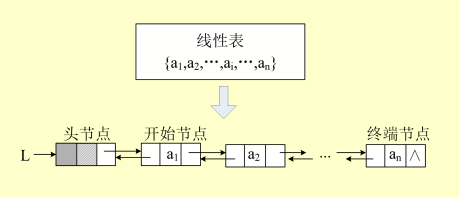 线性表
{a₁,a₂,…,aᵢ,…,aₙ}
头节点 开始节点 终端节点
L a₁ a₂ … aₙ ∧